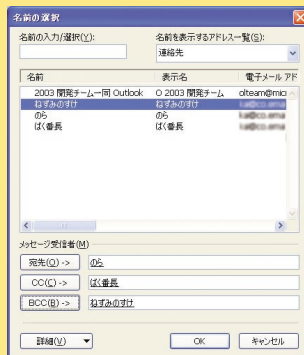 名前の選択
名前の入力/選択(Y):
名前を表示するアドレス一覧(S):
連絡先
名前 表示名 電子メール アド
2003 開発チーム一同 Outlook O 2003 開発チーム olteam@mic
ねずみのすけ ねずみのすけ
のら のら
ばく番長 ばく番長
メッセージ受信者(M)
宛先(O) -> のら
CC(C) -> ばく番長
BCC(B) -> ねずみのすけ
詳細(V) OK キャンセル